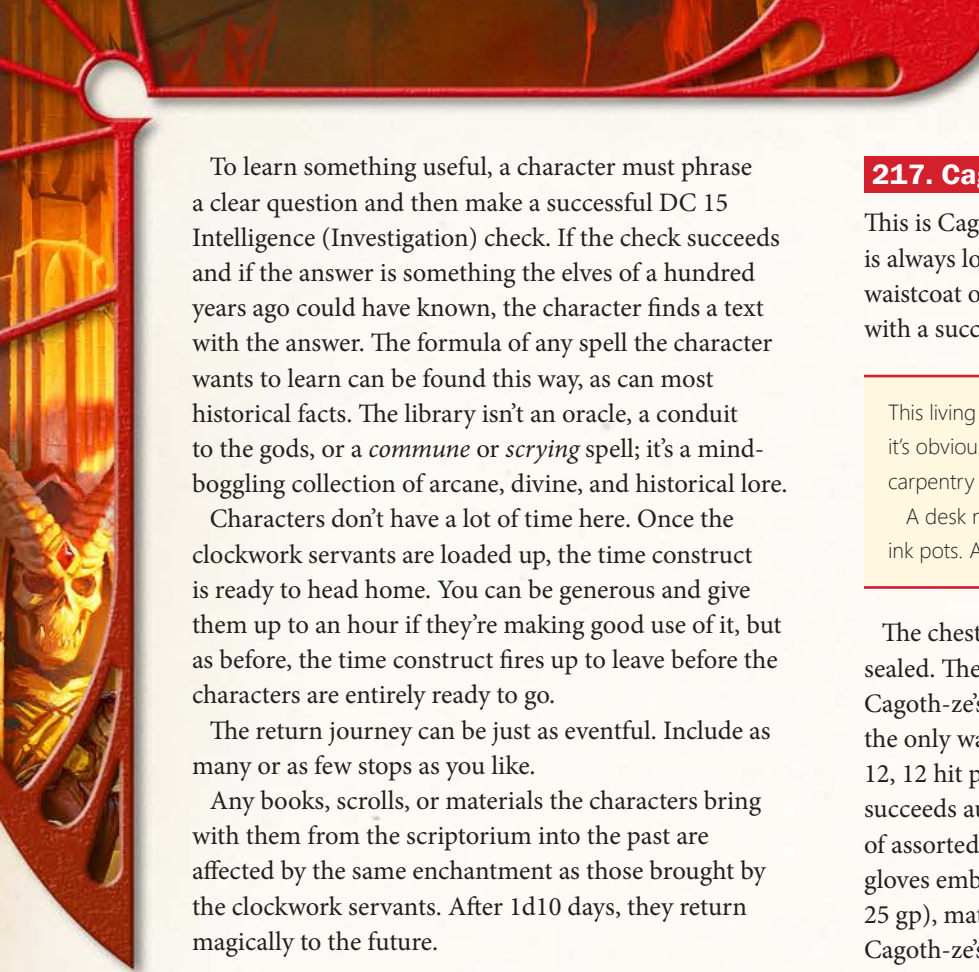 To learn something useful, a character must phrase
a clear question and then make a successful DC 15
Intelligence (Investigation) check. If the check succeeds
and if the answer is something the elves of a hundred
years ago could have known, the character finds a text
with the answer. The formula of any spell the character
wants to learn can be found this way, as can most
historical facts. The library isn't an oracle, a conduit
to the gods, or a commune or scrying spell; it's a mind-
boggling collection of arcane, divine, and historical lore.
Characters don't have a lot of time here. Once the
clockwork servants are loaded up, the time construct
is ready to head home. You can be generous and give
them up to an hour if they're making good use of it, but
as before, the time construct fires up to leave before the
characters are entirely ready to go.
The return journey can be just as eventful. Include as
many or as few stops as you like.
Any books, scrolls, or materials the characters bring
with them from the scriptorium into the past are
affected by the same enchantment as those brought by
the clockwork servants. After 1d10 days, they return
magically to the future.
217.
This is
is always
waistcoat
with a
This living
it's
carpentry
A desk
ink pots.
The chest
sealed. The
Cagoth-ze's
the only
12, 12 hit
succeeds
of assorted
gloves
25 gp),
Cagoth-ze's